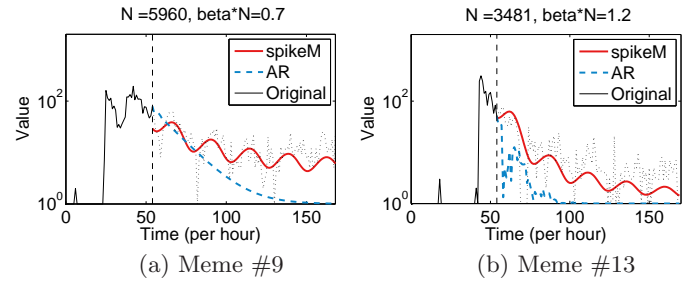 N =5960, beta*N=0.7
Value
10^2
10^0
0
50
100
150
Time (per hour)
spikeM
AR
Original
(a) Meme #9
N =3481, beta*N=1.2
Value
10^2
10^0
0
50
100
150
Time (per hour)
spikeM
AR
Original
(b) Meme #13